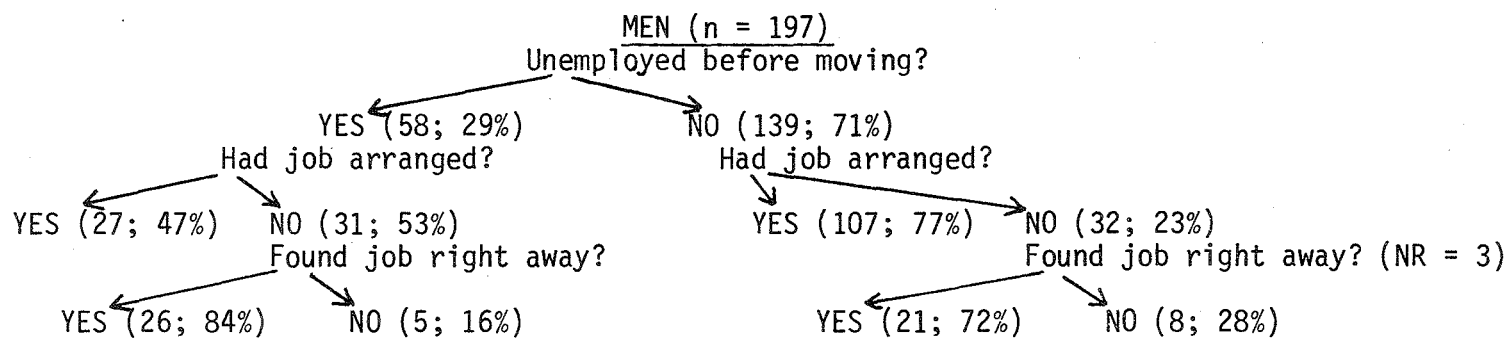 MEN (n = 197)
Unemployed before moving?
YES (58; 29%) NO (139; 71%)
Had job arranged? Had job arranged?
YES (27; 47%) NO (31; 53%) YES (107; 77%) NO (32; 23%)
Found job right away? Found job right away? (NR = 3)
YES (26; 84%) NO (5; 16%) YES (21; 72%) NO (8; 28%)